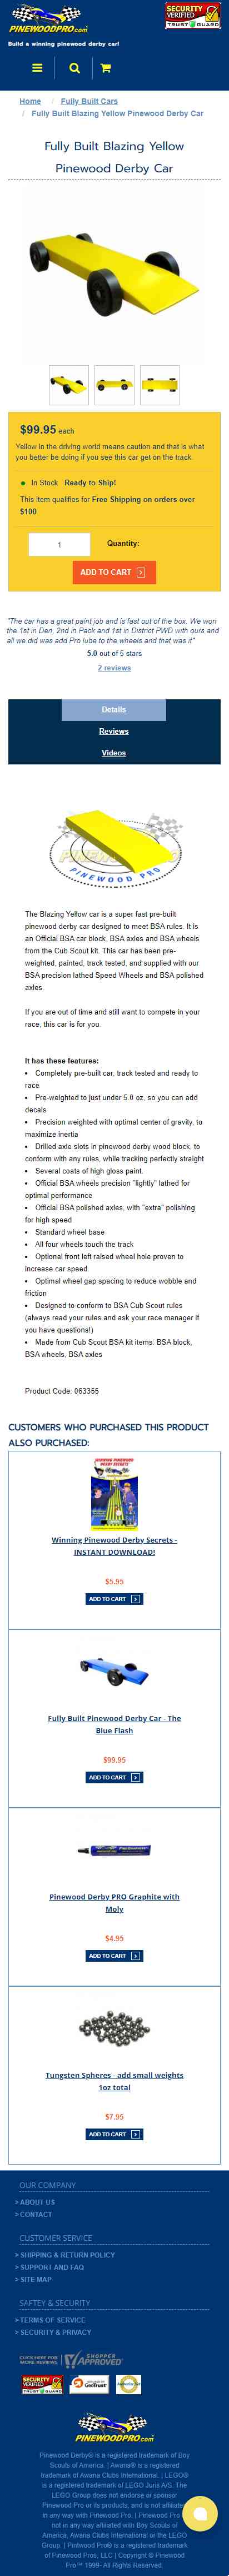 PINEWOODPRO.com
Build a winning pinewood derby car!
SECURITY
VERIFIED
TRUST GUARD
Home / Fully Built Cars
/ Fully Built Blazing Yellow Pinewood Derby Car
Fully Built Blazing Yellow
Pinewood Derby Car
$99.95 each
Yellow in the driving world means caution and that is what
you better be doing if you see this car get on the track.
In Stock Ready to Ship!
This item qualifies for Free Shipping on orders over
$100
1
Quantity:
ADD TO CART
"The car has a great paint job and is fast out of the box. We won
the 1st in Den, 2nd in Pack and 1st in District PWD with ours and
all we did was add Pro lube to the wheels and that was it"
5.0 out of 5 stars
2 reviews
Details
Reviews
Videos
PINEWOOD PRO
The Blazing Yellow car is a super fast pre-built
pinewood derby car designed to meet BSA rules. It is
an Official BSA car block, BSA axles and BSA wheels
from the Cub Scout kit. This car has been pre-
weighted, painted, track tested, and supplied with our
BSA precision lathed Speed Wheels and BSA polished
axles.
If you are out of time and still want to compete in your
race, this car is for you.
It has these features:
• Completely pre-built car, track tested and ready to
race
• Pre-weighted to just under 5.0 oz, so you can add
decals
• Precision weighted with optimal center of gravity, to
maximize inertia
• Drilled axle slots in pinewood derby wood block, to
conform with any rules, while tracking perfectly straight
• Several coats of high gloss paint.
• Official BSA wheels precision "lightly" lathed for
optimal performance
• Official BSA polished axles, with "extra" polishing
for high speed
• Standard wheel base
• All four wheels touch the track
• Optional front left raised wheel hole proven to
increase car speed.
• Optimal wheel gap spacing to reduce wobble and
friction
• Designed to conform to BSA Cub Scout rules
(always read your rules and ask your race manager if
you have questions!)
• Made from Cub Scout BSA kit items: BSA block,
BSA wheels, BSA axles
Product Code: 063355
CUSTOMERS WHO PURCHASED THIS PRODUCT
ALSO PURCHASED:
WINNING PINEWOOD
DERBY SECRETS
Winning Pinewood Derby Secrets -
INSTANT DOWNLOAD!
$5.95
ADD TO CART
Fully Built Pinewood Derby Car - The
Blue Flash
$99.95
ADD TO CART
Pinewood Derby PRO Graphite with
Moly
$4.95
ADD TO CART
Tungsten Spheres - add small weights
1oz total
$7.95
ADD TO CART
OUR COMPANY
> ABOUT US
> CONTACT
CUSTOMER SERVICE
> SHIPPING & RETURN POLICY
> SUPPORT AND FAQ
> SITE MAP
SAFTEY & SECURITY
> TERMS OF SERVICE
> SECURITY & PRIVACY
CLICK HERE FOR
MORE REVIEWS
SHOPPER
APPROVED
SECURITY
VERIFIED
TRUST GUARD
GeoTrust
PINEWOODPRO.com
Pinewood Derby® is a registered trademark of Boy
Scouts of America. | Awana® is a registered
trademark of Awana Clubs International. | LEGO®
is a registered trademark of LEGO Juris A/S. The
LEGO Group does not endorse or sponsor
Pinewood Pro or its products, and is not affiliated
in any way with Pinewood Pro. | Pinewood Pro is
not in any way affiliated with Boy Scouts of
America, Awana Clubs International or the LEGO
Group. | Pinewood Pro® is a registered trademark
of Pinewood Pros, LLC | Copyright © Pinewood
Pro™ 1999- All Rights Reserved